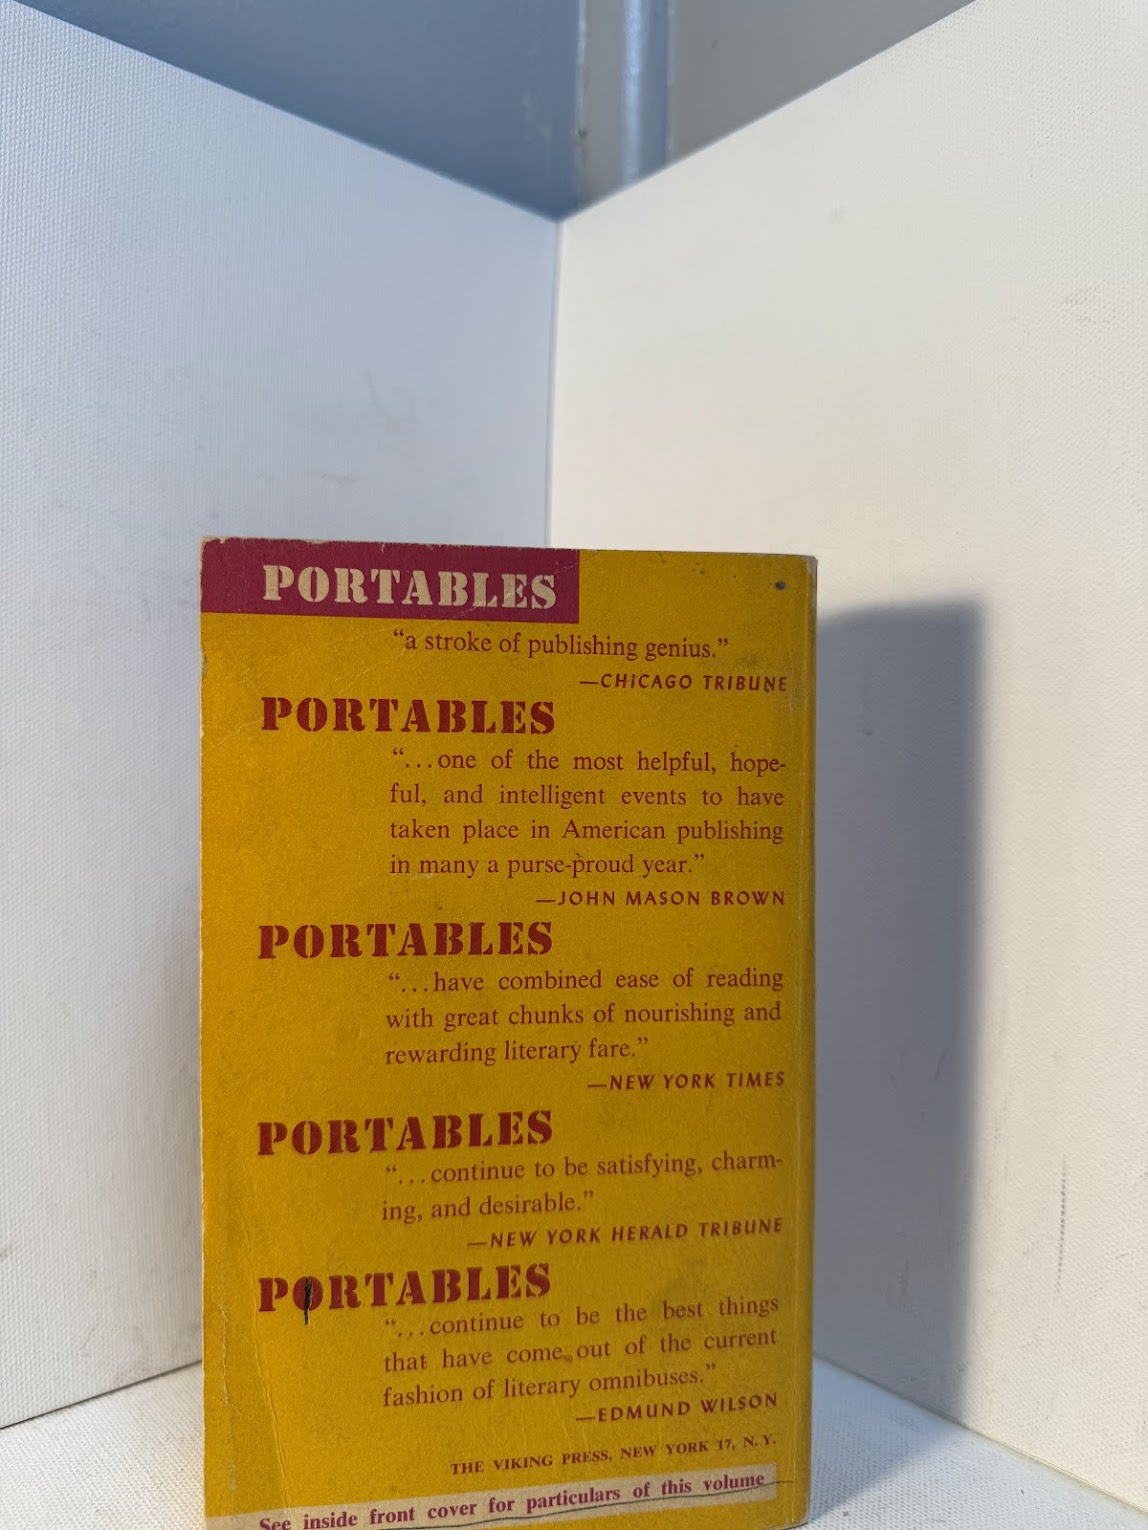 PORTABLES
“a stroke of publishing genius.”
—CHICAGO TRIBUNE
PORTABLES
“...one of the most helpful, hope-
ful, and intelligent events to have
taken place in American publishing
in many a purse-proud year.”
—JOHN MASON BROWN
PORTABLES
“...have combined ease of reading
with great chunks of nourishing and
rewarding literary fare.”
—NEW YORK TIMES
PORTABLES
“...continue to be satisfying, charm-
ing, and desirable.”
—NEW YORK HERALD TRIBUNE
PORTABLES
“...continue to be the best things
that have come out of the current
fashion of literary omnibuses.”
—EDMUND WILSON
THE VIKING PRESS, NEW YORK 17, N. Y.
See inside front cover for particulars of this volume